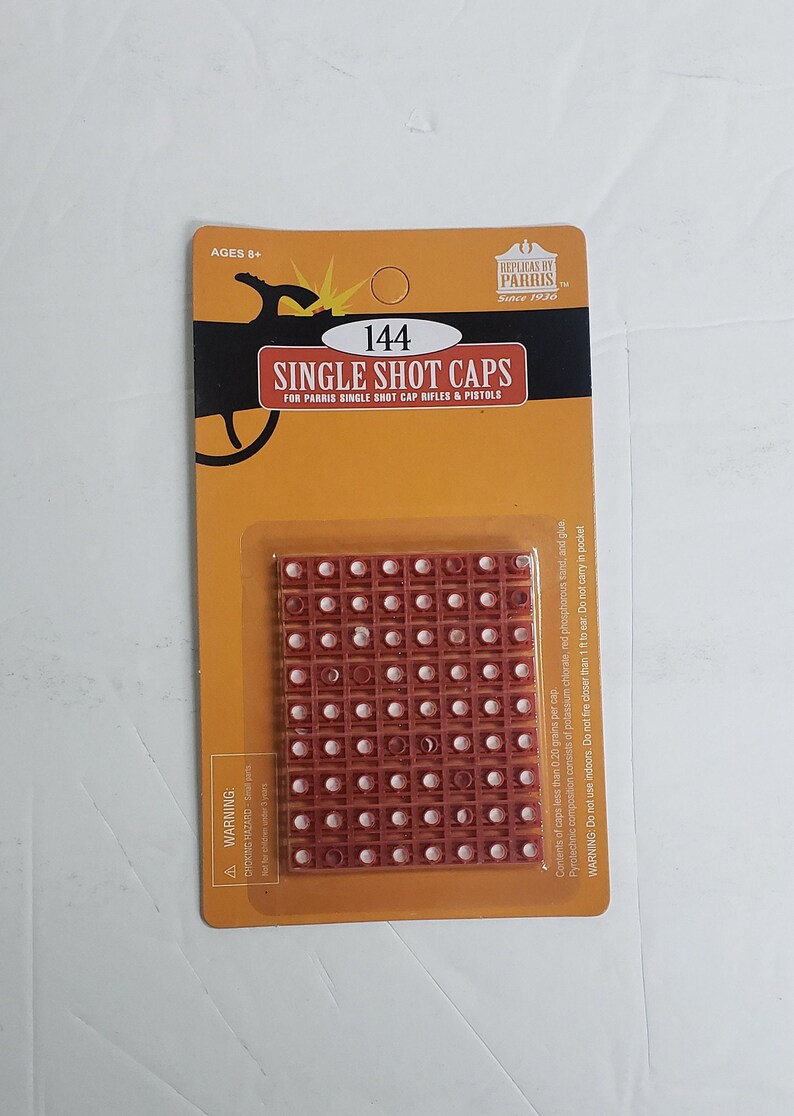 AGES 8+
REPLICAS BY
PARRIS TM
Since 1936
144
SINGLE SHOT CAPS
FOR PARRIS SINGLE SHOT CAP RIFLES & PISTOLS
WARNING:
CHOKING HAZARD - Small parts.
Not for children under 3 years
Contents of caps less than 0.20 grains per cap.
Pyrotechnic composition consists of potassium chlorate, red phosphorous sand, and glue.
WARNING: Do not use indoors. Do not fire closer than 1 ft to ear. Do not carry in pocket